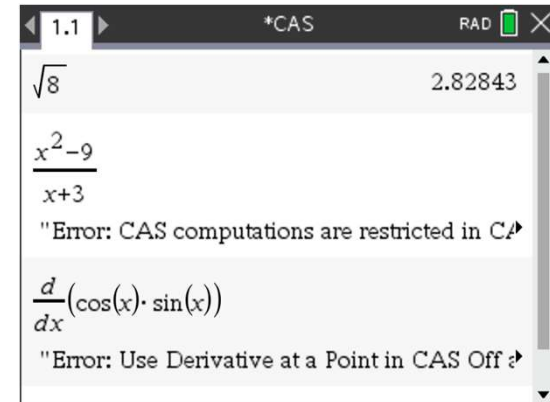 1.1 *CAS RAD
√8 2.82843
x²-9
x+3
"Error: CAS computations are restricted in CA
d
dx (cos(x)· sin(x))
"Error: Use Derivative at a Point in CAS Off a